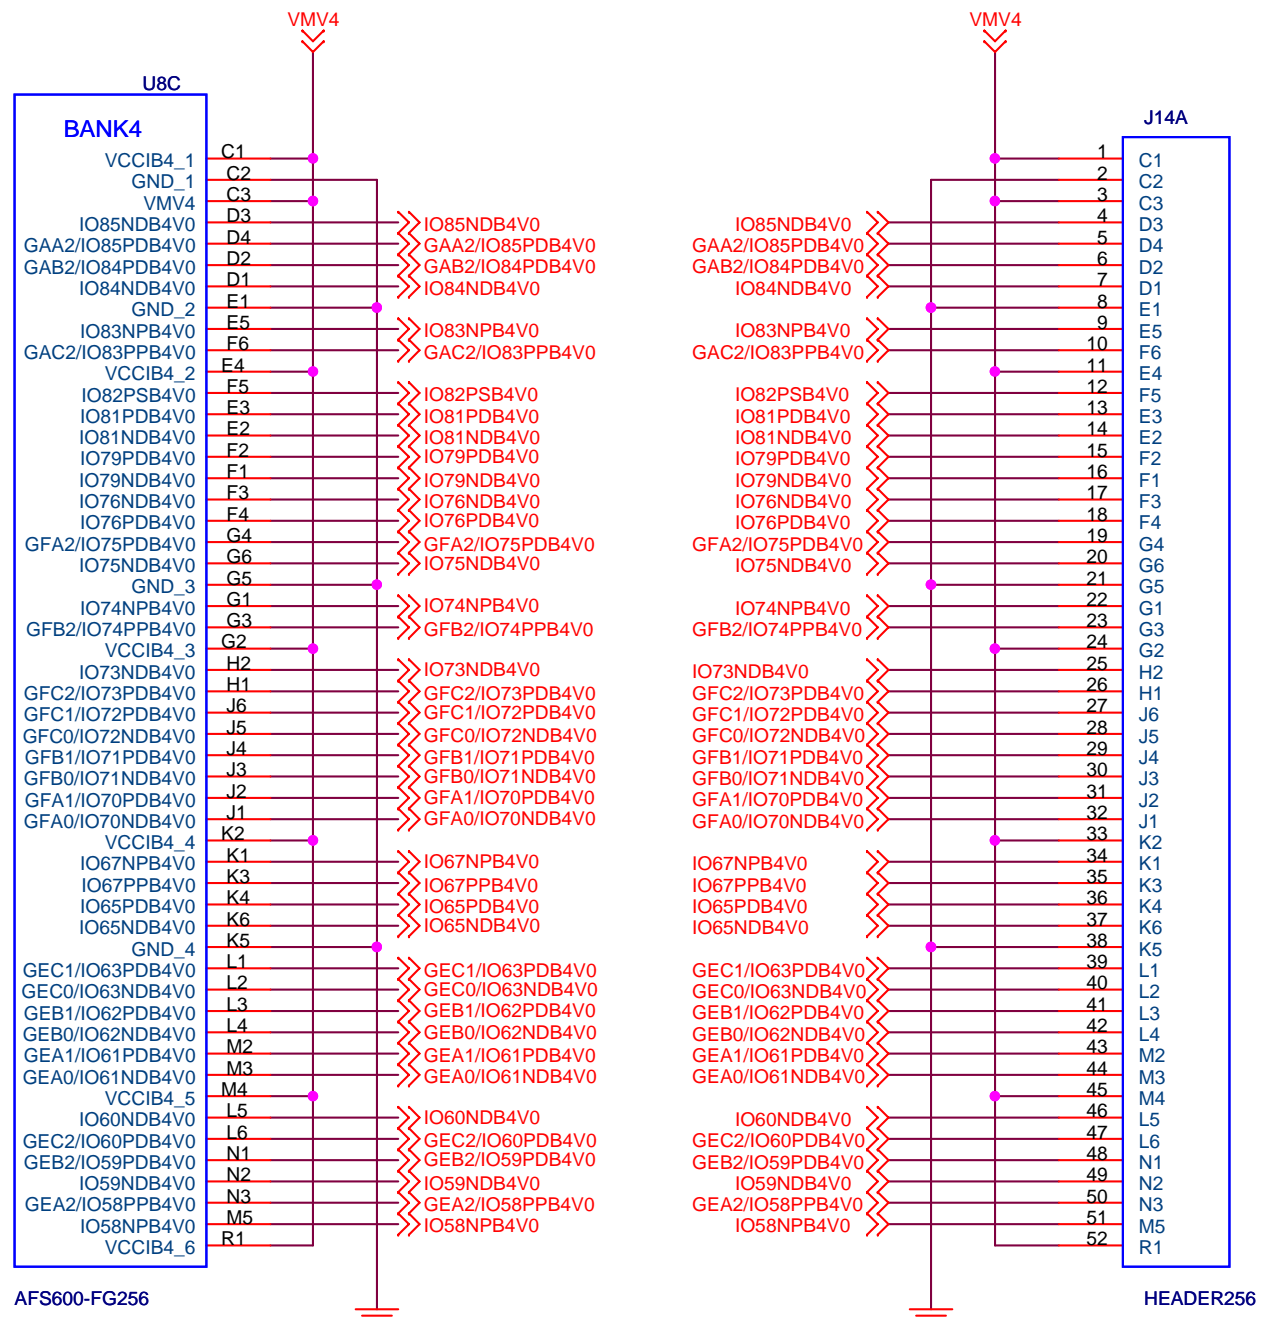 VMV4 VMV4
U8C
J14A
BANK4
VCCIB4_1 C1 1 C1
GND_1 C2 2 C2
VMV4 C3 3 C3
IO85NDB4V0 D3 IO85NDB4V0 IO85NDB4V0 4 D3
GAA2/IO85PDB4V0 D4 GAA2/IO85PDB4V0 GAA2/IO85PDB4V0 5 D4
GAB2/IO84PDB4V0 D2 GAB2/IO84PDB4V0 GAB2/IO84PDB4V0 6 D2
IO84NDB4V0 D1 IO84NDB4V0 IO84NDB4V0 7 D1
GND_2 E1 8 E1
IO83NPB4V0 E5 IO83NPB4V0 IO83NPB4V0 9 E5
GAC2/IO83PPB4V0 F6 GAC2/IO83PPB4V0 GAC2/IO83PPB4V0 10 F6
VCCIB4_2 E4 11 E4
IO82PSB4V0 F5 IO82PSB4V0 IO82PSB4V0 12 F5
IO81PDB4V0 E3 IO81PDB4V0 IO81PDB4V0 13 E3
IO81NDB4V0 E2 IO81NDB4V0 IO81NDB4V0 14 E2
IO79PDB4V0 F2 IO79PDB4V0 IO79PDB4V0 15 F2
IO79NDB4V0 F1 IO79NDB4V0 IO79NDB4V0 16 F1
IO76NDB4V0 F3 IO76NDB4V0 IO76NDB4V0 17 F3
IO76PDB4V0 F4 IO76PDB4V0 IO76PDB4V0 18 F4
GFA2/IO75PDB4V0 G4 GFA2/IO75PDB4V0 GFA2/IO75PDB4V0 19 G4
IO75NDB4V0 G6 IO75NDB4V0 IO75NDB4V0 20 G6
GND_3 G5 21 G5
IO74NPB4V0 G1 IO74NPB4V0 IO74NPB4V0 22 G1
GFB2/IO74PPB4V0 G3 GFB2/IO74PPB4V0 GFB2/IO74PPB4V0 23 G3
VCCIB4_3 G2 24 G2
IO73NDB4V0 H2 IO73NDB4V0 IO73NDB4V0 25 H2
GFC2/IO73PDB4V0 H1 GFC2/IO73PDB4V0 GFC2/IO73PDB4V0 26 H1
GFC1/IO72PDB4V0 J6 GFC1/IO72PDB4V0 GFC1/IO72PDB4V0 27 J6
GFC0/IO72NDB4V0 J5 GFC0/IO72NDB4V0 GFC0/IO72NDB4V0 28 J5
GFB1/IO71PDB4V0 J4 GFB1/IO71PDB4V0 GFB1/IO71PDB4V0 29 J4
GFB0/IO71NDB4V0 J3 GFB0/IO71NDB4V0 GFB0/IO71NDB4V0 30 J3
GFA1/IO70PDB4V0 J2 GFA1/IO70PDB4V0 GFA1/IO70PDB4V0 31 J2
GFA0/IO70NDB4V0 J1 GFA0/IO70NDB4V0 GFA0/IO70NDB4V0 32 J1
VCCIB4_4 K2 33 K2
IO67NPB4V0 K1 IO67NPB4V0 IO67NPB4V0 34 K1
IO67PPB4V0 K3 IO67PPB4V0 IO67PPB4V0 35 K3
IO65PDB4V0 K4 IO65PDB4V0 IO65PDB4V0 36 K4
IO65NDB4V0 K6 IO65NDB4V0 IO65NDB4V0 37 K6
GND_4 K5 38 K5
GEC1/IO63PDB4V0 L1 GEC1/IO63PDB4V0 GEC1/IO63PDB4V0 39 L1
GEC0/IO63NDB4V0 L2 GEC0/IO63NDB4V0 GEC0/IO63NDB4V0 40 L2
GEB1/IO62PDB4V0 L3 GEB1/IO62PDB4V0 GEB1/IO62PDB4V0 41 L3
GEB0/IO62NDB4V0 L4 GEB0/IO62NDB4V0 GEB0/IO62NDB4V0 42 L4
GEA1/IO61PDB4V0 M2 GEA1/IO61PDB4V0 GEA1/IO61PDB4V0 43 M2
GEA0/IO61NDB4V0 M3 GEA0/IO61NDB4V0 GEA0/IO61NDB4V0 44 M3
VCCIB4_5 M4 45 M4
IO60NDB4V0 L5 IO60NDB4V0 IO60NDB4V0 46 L5
GEC2/IO60PDB4V0 L6 GEC2/IO60PDB4V0 GEC2/IO60PDB4V0 47 L6
GEB2/IO59PDB4V0 N1 GEB2/IO59PDB4V0 GEB2/IO59PDB4V0 48 N1
IO59NDB4V0 N2 IO59NDB4V0 IO59NDB4V0 49 N2
GEA2/IO58PPB4V0 N3 GEA2/IO58PPB4V0 GEA2/IO58PPB4V0 50 N3
IO58NPB4V0 M5 IO58NPB4V0 IO58NPB4V0 51 M5
VCCIB4_6 R1 52 R1
AFS600-FG256 HEADER256